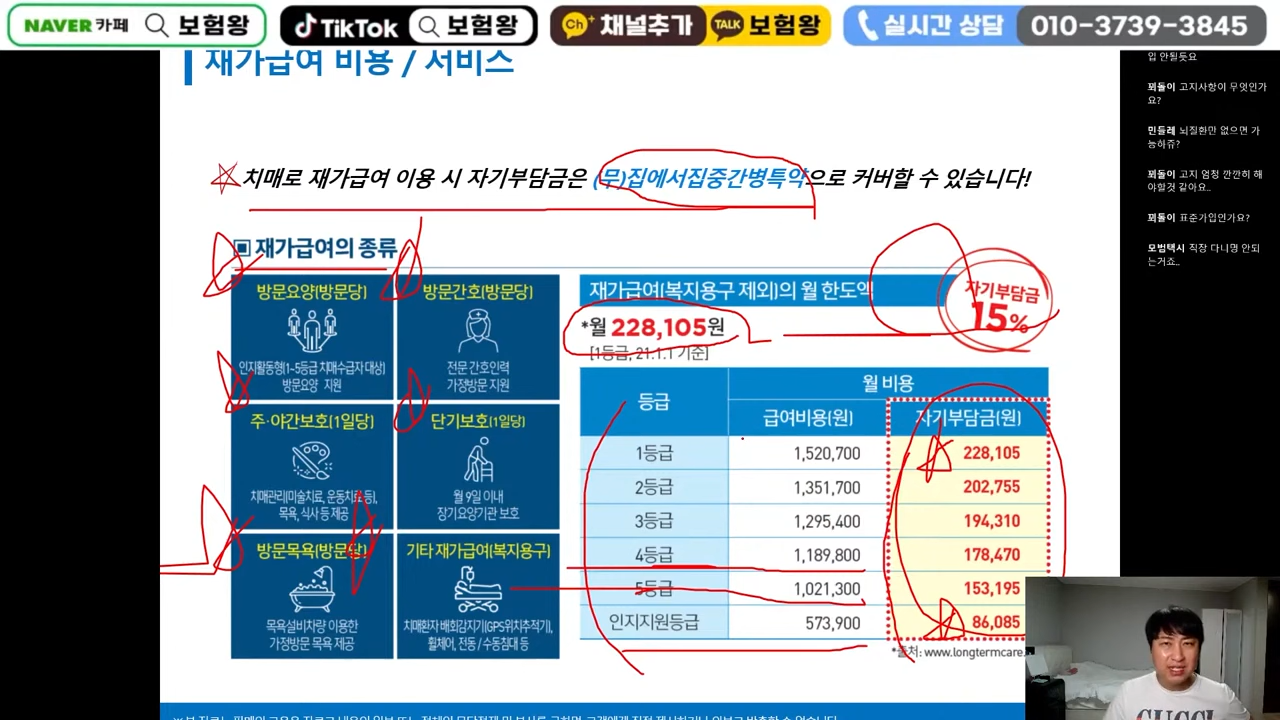 NAVER 카페 보험왕
TikTok 보험왕
Ch+ 채널추가 TALK 보험왕
실시간 상담 010-3739-3845
재가급여 비용 / 서비스
치매로 재가급여 이용 시 자기부담금은 (무)집에서집중간병특약으로 커버할 수 있습니다!
재가급여의 종류
방문요양(방문당)
인지활동형(1-5등급 치매수급자 대상)
방문요양 지원
방문간호(방문당)
전문 간호인력
가정방문 지원
주·야간보호(1일당)
치매관리(미술치료, 운동치료 등),
목욕, 식사 등 제공
단기보호(1일당)
월 9일 이내
장기요양기관 보호
방문목욕(방문당)
목욕설비차량 이용한
가정방문 목욕 제공
기타 재가급여(복지용구)
치매환자 배회감지기(GPS위치추적기),
휠체어, 전동 / 수동침대 등
재가급여(복지용구 제외)의 월 한도액
자기부담금
15%
*월 228,105원
[1등급, 21.1.1 기준]
등급 월 비용
급여비용(원) 자기부담금(원)
1등급 1,520,700 228,105
2등급 1,351,700 202,755
3등급 1,295,400 194,310
4등급 1,189,800 178,470
5등급 1,021,300 153,195
인지지원등급 573,900 86,085
*출처: www.longtermcare.
입 안될듯요
꾀돌이 고지사항이 무엇인가
요?
민들레 뇌질환만 없으면 가
능하쥬?
꾀돌이 고지 엄청 깐깐히 해
야할것 같아요..
꾀돌이 표준가입인가요?
모범택시 직장 다니면 안되
는거죠..
GUCCI